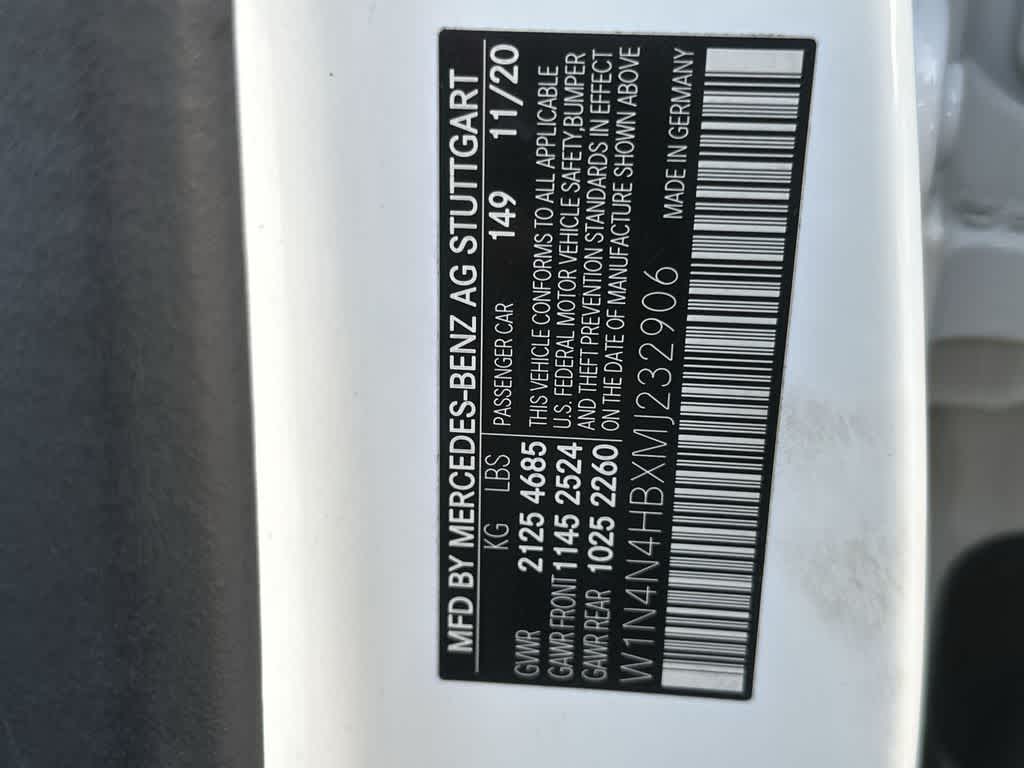 MFD BY MERCEDES-BENZ AG STUTTGART
KG LBS PASSENGER CAR 149 11/20
GWR 2125 4685
GAWR FRONT 1145 2524
GAWR REAR 1025 2260
THIS VEHICLE CONFORMS TO ALL APPLICABLE
U.S. FEDERAL MOTOR VEHICLE SAFETY,BUMPER
AND THEFT PREVENTION STANDARDS IN EFFECT
ON THE DATE OF MANUFACTURE SHOWN ABOVE
W1N4N4HBXMJ232906 MADE IN GERMANY